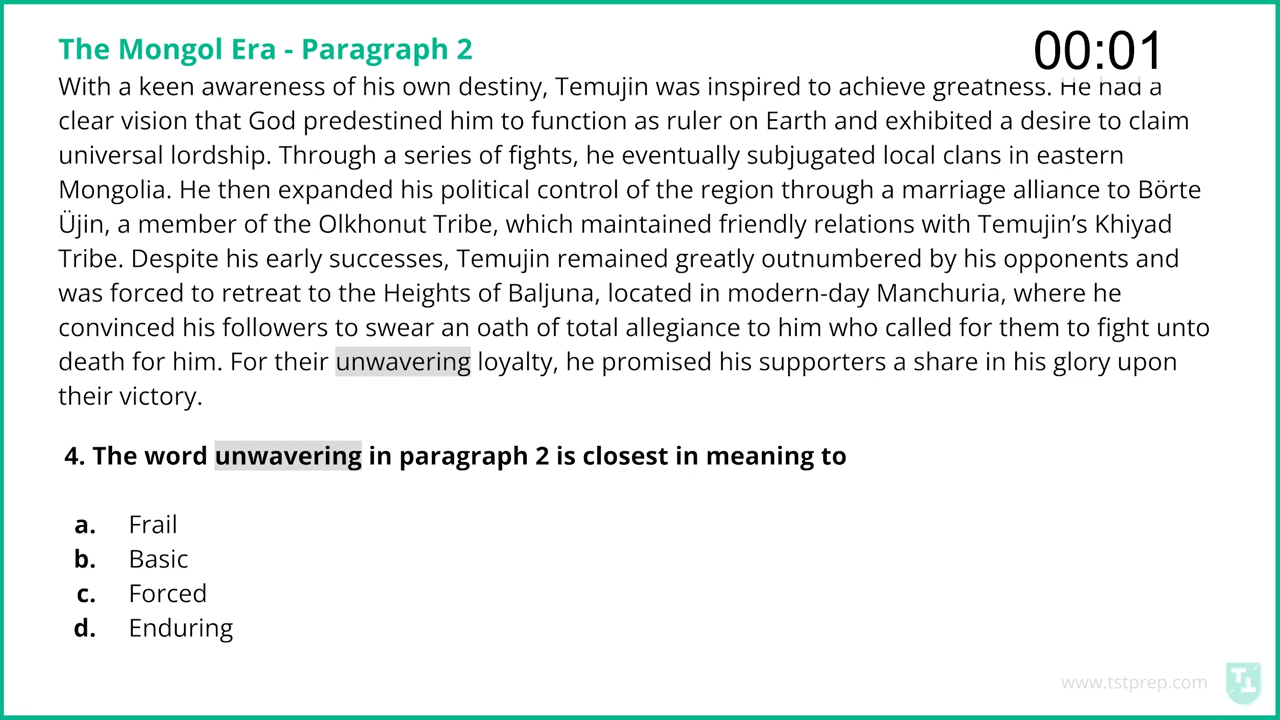 The Mongol Era - Paragraph 2
00:01
With a keen awareness of his own destiny, Temujin was inspired to achieve greatness. He had a
clear vision that God predestined him to function as ruler on Earth and exhibited a desire to claim
universal lordship. Through a series of fights, he eventually subjugated local clans in eastern
Mongolia. He then expanded his political control of the region through a marriage alliance to Börte
Üjin, a member of the Olkhonut Tribe, which maintained friendly relations with Temujin’s Khiyad
Tribe. Despite his early successes, Temujin remained greatly outnumbered by his opponents and
was forced to retreat to the Heights of Baljuna, located in modern-day Manchuria, where he
convinced his followers to swear an oath of total allegiance to him who called for them to fight unto
death for him. For their unwavering loyalty, he promised his supporters a share in his glory upon
their victory.
4. The word unwavering in paragraph 2 is closest in meaning to
a. Frail
b. Basic
c. Forced
d. Enduring
www.tstprep.com